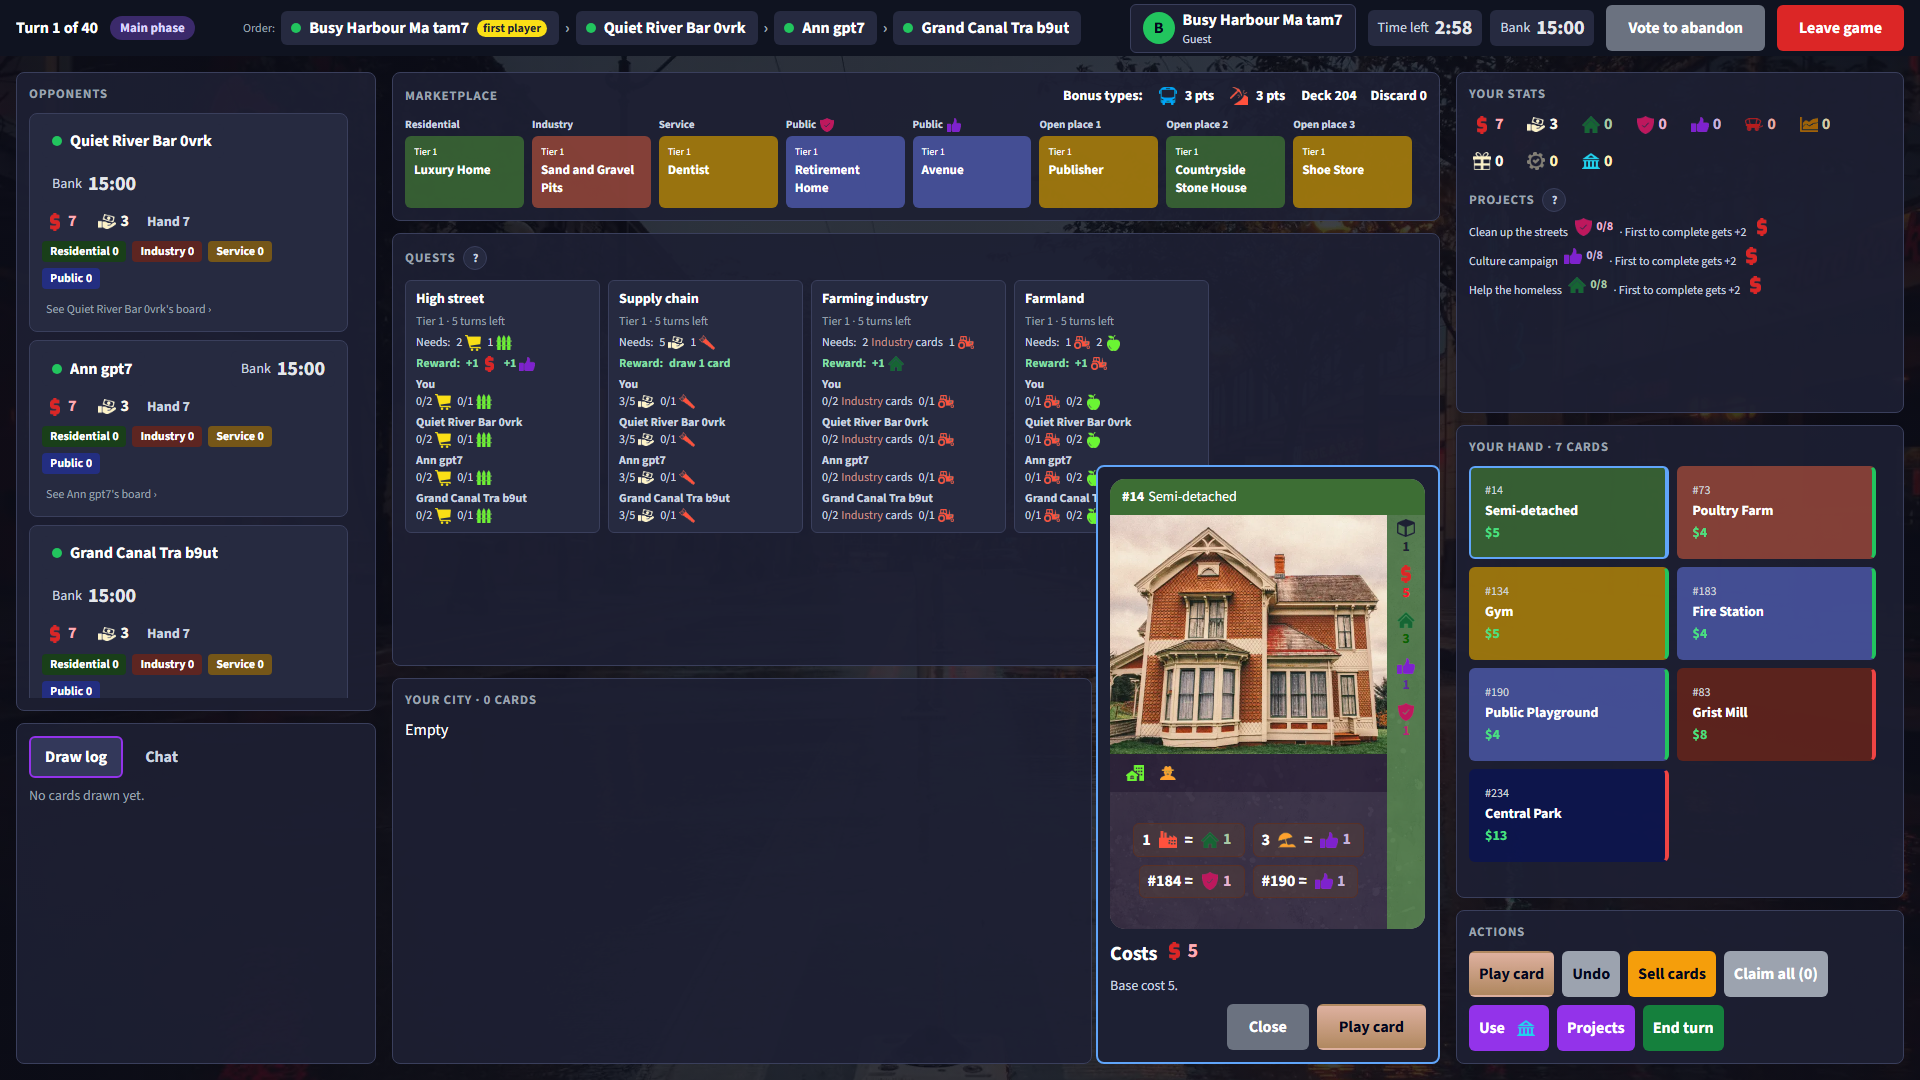 Turn 1 of 40 Main phase Order: Busy Harbour Ma tam7 first player › Quiet River Bar 0vrk › Ann gpt7 › Grand Canal Tra b9ut
B Busy Harbour Ma tam7
Guest
Time left 2:58 Bank 15:00 Vote to abandon Leave game
OPPONENTS
Quiet River Bar 0vrk
Bank 15:00
$ 7 3 Hand 7
Residential 0 Industry 0 Service 0
Public 0
See Quiet River Bar 0vrk's board ›
Ann gpt7 Bank 15:00
$ 7 3 Hand 7
Residential 0 Industry 0 Service 0
Public 0
See Ann gpt7's board ›
Grand Canal Tra b9ut
Bank 15:00
$ 7 3 Hand 7
Residential 0 Industry 0 Service 0
Public 0
Draw log Chat
No cards drawn yet.
MARKETPLACE Bonus types: 3 pts 3 pts Deck 204 Discard 0
Residential Industry Service Public Public Open place 1 Open place 2 Open place 3
Tier 1 Tier 1 Tier 1 Tier 1 Tier 1 Tier 1 Tier 1 Tier 1
Luxury Home Sand and Gravel Dentist Retirement Avenue Publisher Countryside Shoe Store
Pits Home Stone House
QUESTS ?
High street
Tier 1 · 5 turns left
Needs: 2 1
Reward: +1 $ +1
You
0/2 0/1
Quiet River Bar 0vrk
0/2 0/1
Ann gpt7
0/2 0/1
Grand Canal Tra b9ut
0/2 0/1
Supply chain
Tier 1 · 5 turns left
Needs: 5 1
Reward: draw 1 card
You
3/5 0/1
Quiet River Bar 0vrk
3/5 0/1
Ann gpt7
3/5 0/1
Grand Canal Tra b9ut
3/5 0/1
Farming industry
Tier 1 · 5 turns left
Needs: 2 Industry cards 1
Reward: +1
You
0/2 Industry cards 0/1
Quiet River Bar 0vrk
0/2 Industry cards 0/1
Ann gpt7
0/2 Industry cards 0/1
Grand Canal Tra b9ut
0/2 Industry cards 0/1
Farmland
Tier 1 · 5 turns left
Needs: 1 2
Reward: +1
You
0/1 0/2
Quiet River Bar 0vrk
0/1 0/2
Ann gpt7
0/1 0/2
Grand Canal T
0/1 0/2
YOUR CITY · 0 CARDS
Empty
#14 Semi-detached
1
$
5
3
1
1
1 = 1 3 = 1
#184 = 1 #190 = 1
Costs $ 5
Base cost 5.
Close Play card
YOUR STATS
$ 7 3 0 0 0 0 0
0 0 0
PROJECTS ?
Clean up the streets 0/8 · First to complete gets +2 $
Culture campaign 0/8 · First to complete gets +2 $
Help the homeless 0/8 · First to complete gets +2 $
YOUR HAND · 7 CARDS
#14
Semi-detached
$5
#73
Poultry Farm
$4
#134
Gym
$5
#183
Fire Station
$4
#190
Public Playground
$4
#83
Grist Mill
$8
#234
Central Park
$13
ACTIONS
Play card Undo Sell cards Claim all (0)
Use Projects End turn